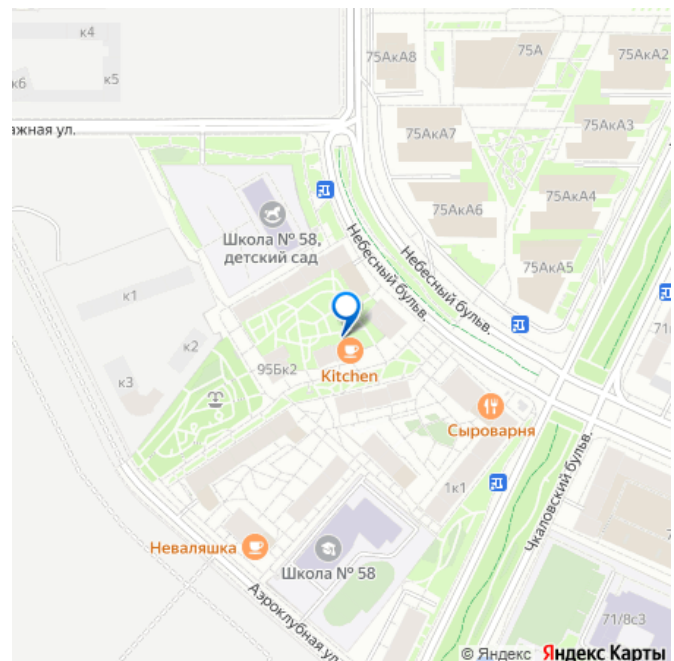 к4
к5
к6
75АкА8
75А
75АкА2
75АкА7
75АкА3
ажная ул.
75АкА6
75АкА4
75АкА5
Школа № 58,
детский сад
Небесный бульв.
Небесный бульв.
к1
к2
к3
95Бк2
Kitchen
Сыроварня
71
1к1
Чкаловский бульв.
Неваляшка
Школа № 58
Аэроклубная ул.
71/8с3
© Яндекс Яндекс Карты